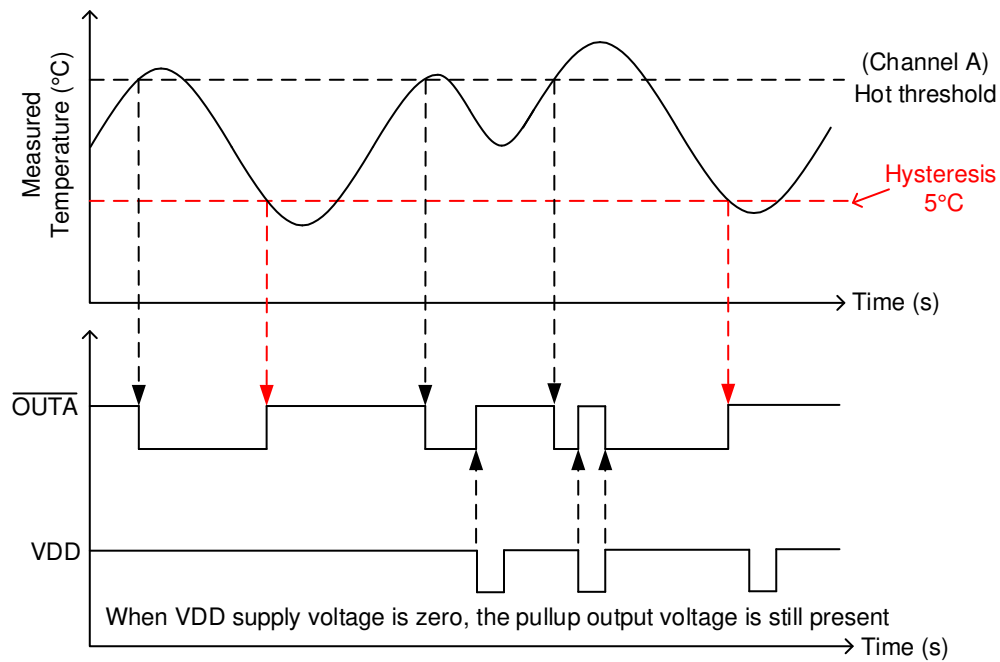 Measured
Temperature (°C)
(Channel A)
Hot threshold
Hysteresis
5°C
Time (s)
OUTA
VDD
When VDD supply voltage is zero, the pullup output voltage is still present
Time (s)